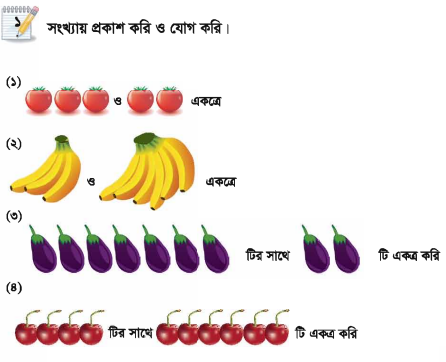 ১
সংখ্যায় প্রকাশ করি ও যোগ করি।
(১)
ও একত্রে
(২)
ও একত্রে
(৩)
টির সাথে টি একত্র করি
(৪)
টির সাথে টি একত্র করি